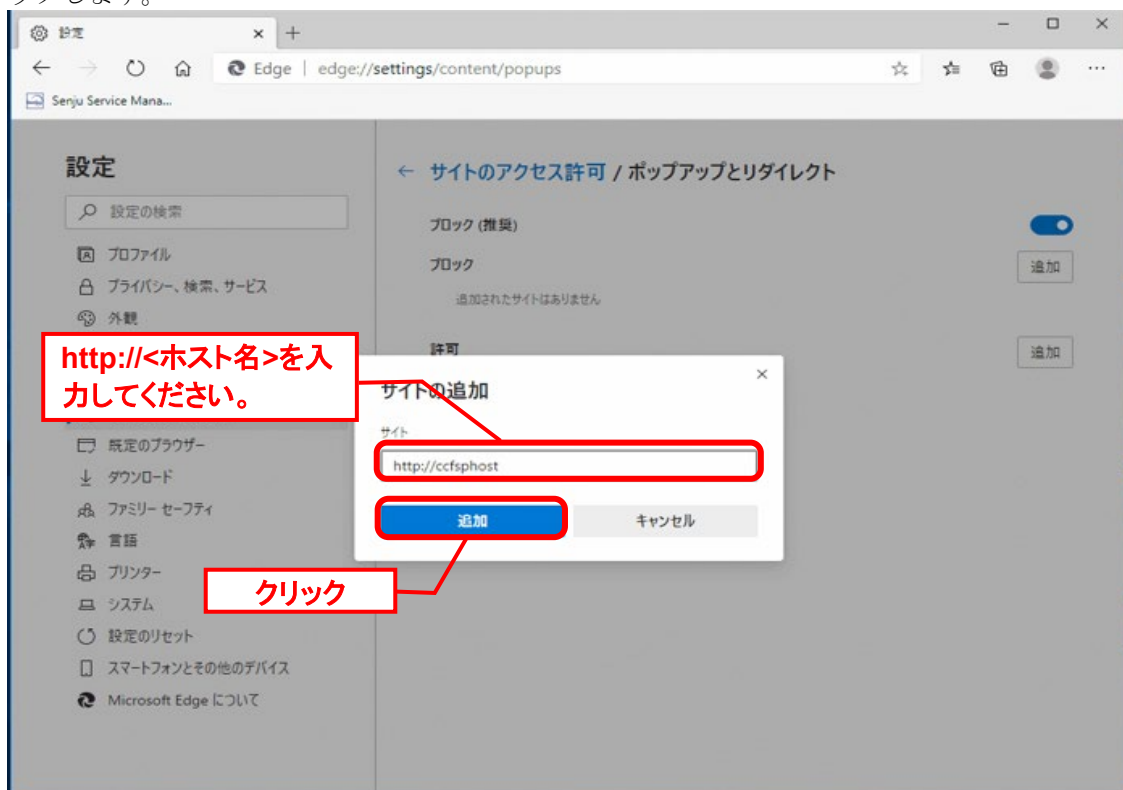 設定
Edge | edge://settings/content/popups
Senju Service Mana...
設定
設定の検索
プロファイル
プライバシー、検索、サービス
外観
http://<ホスト名>を入
力してください。
既定のブラウザー
ダウンロード
ファミリー セーフティ
言語
プリンター
システム
設定のリセット
スマートフォンとその他のデバイス
Microsoft Edge について
サイトのアクセス許可 / ポップアップとリダイレクト
ブロック (推奨)
ブロック
追加
追加されたサイトはありません
許可
追加
サイトの追加
サイト
http://ccfsphost
追加
キャンセル
クリック